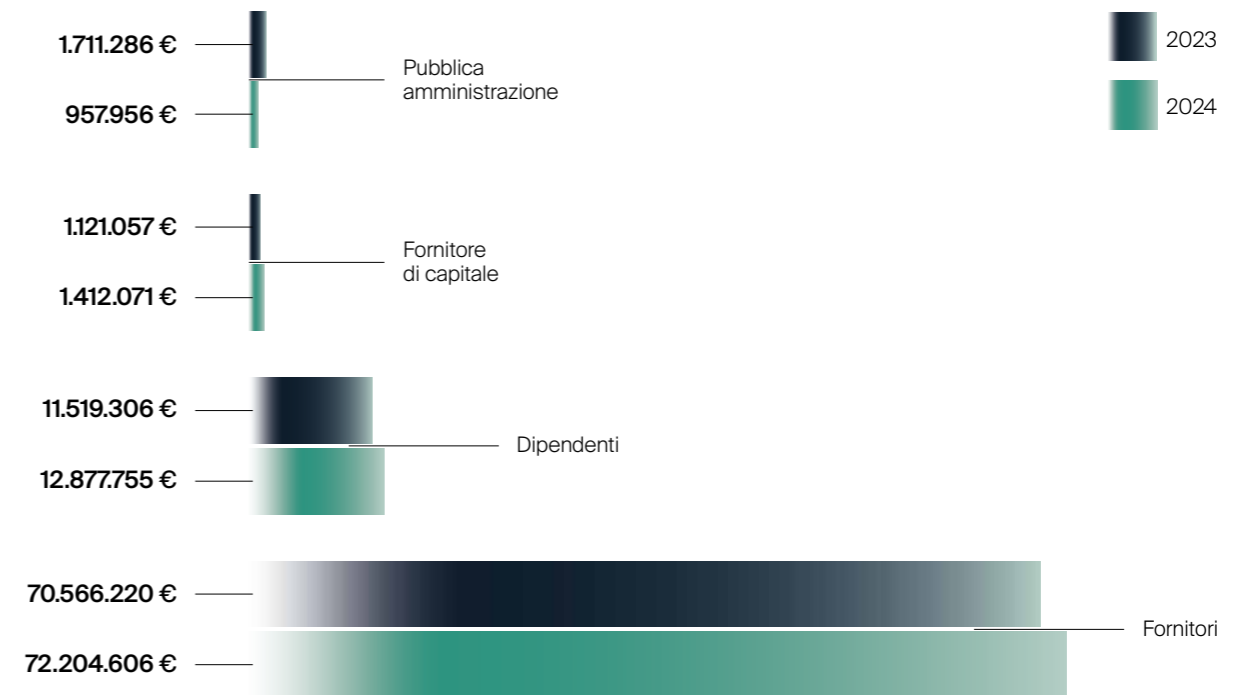 1.711.286 €
957.956 €
Pubblica
amministrazione
2023
2024
1.121.057 €
1.412.071 €
Fornitore
di capitale
11.519.306 €
12.877.755 €
Dipendenti
70.566.220 €
72.204.606 €
Fornitori